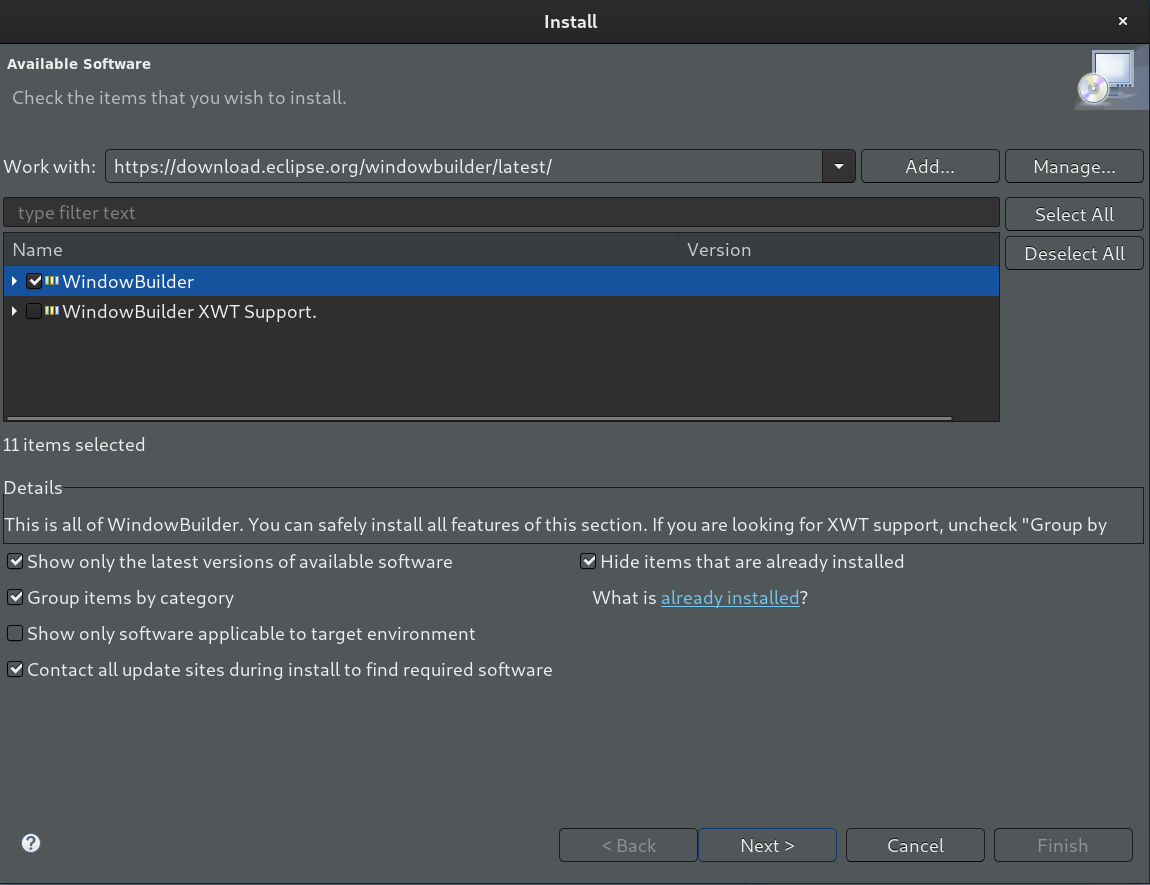 Install
Available Software
Check the items that you wish to install.
Work with: https://download.eclipse.org/windowbuilder/latest/ Add... Manage...
type filter text Select All
Name Version Deselect All
WindowBuilder
WindowBuilder XWT Support.
11 items selected
Details
This is all of WindowBuilder. You can safely install all features of this section. If you are looking for XWT support, uncheck "Group by
Show only the latest versions of available software Hide items that are already installed
Group items by category What is already installed?
Show only software applicable to target environment
Contact all update sites during install to find required software
? < Back Next > Cancel Finish